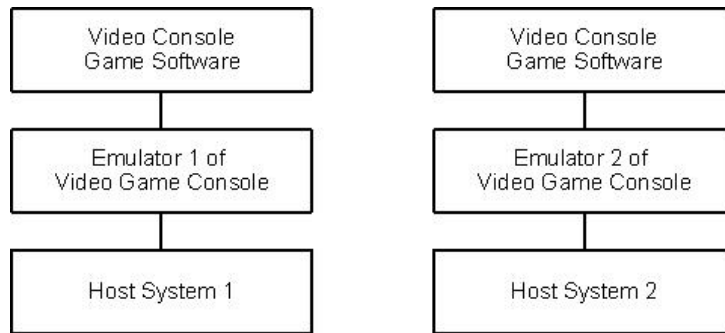 Video Console
Game Software
Emulator 1 of
Video Game Console
Host System 1
Video Console
Game Software
Emulator 2 of
Video Game Console
Host System 2